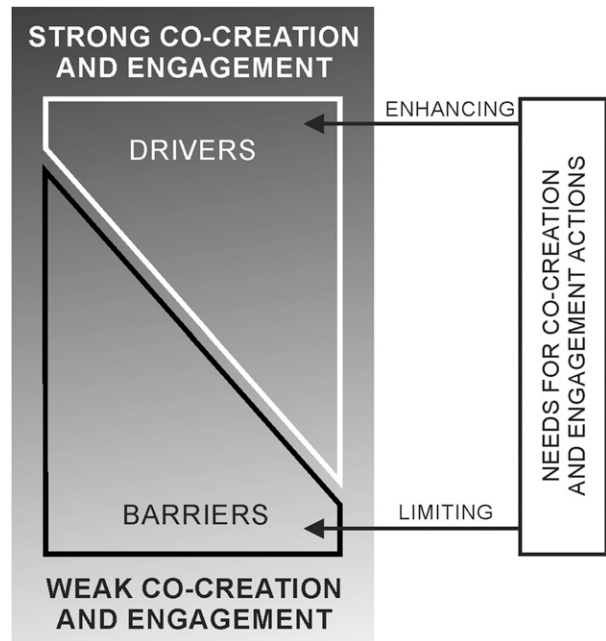 STRONG CO-CREATION
AND ENGAGEMENT
ENHANCING
DRIVERS
NEEDS FOR CO-CREATION
AND ENGAGEMENT ACTIONS
BARRIERS
LIMITING
WEAK CO-CREATION
AND ENGAGEMENT